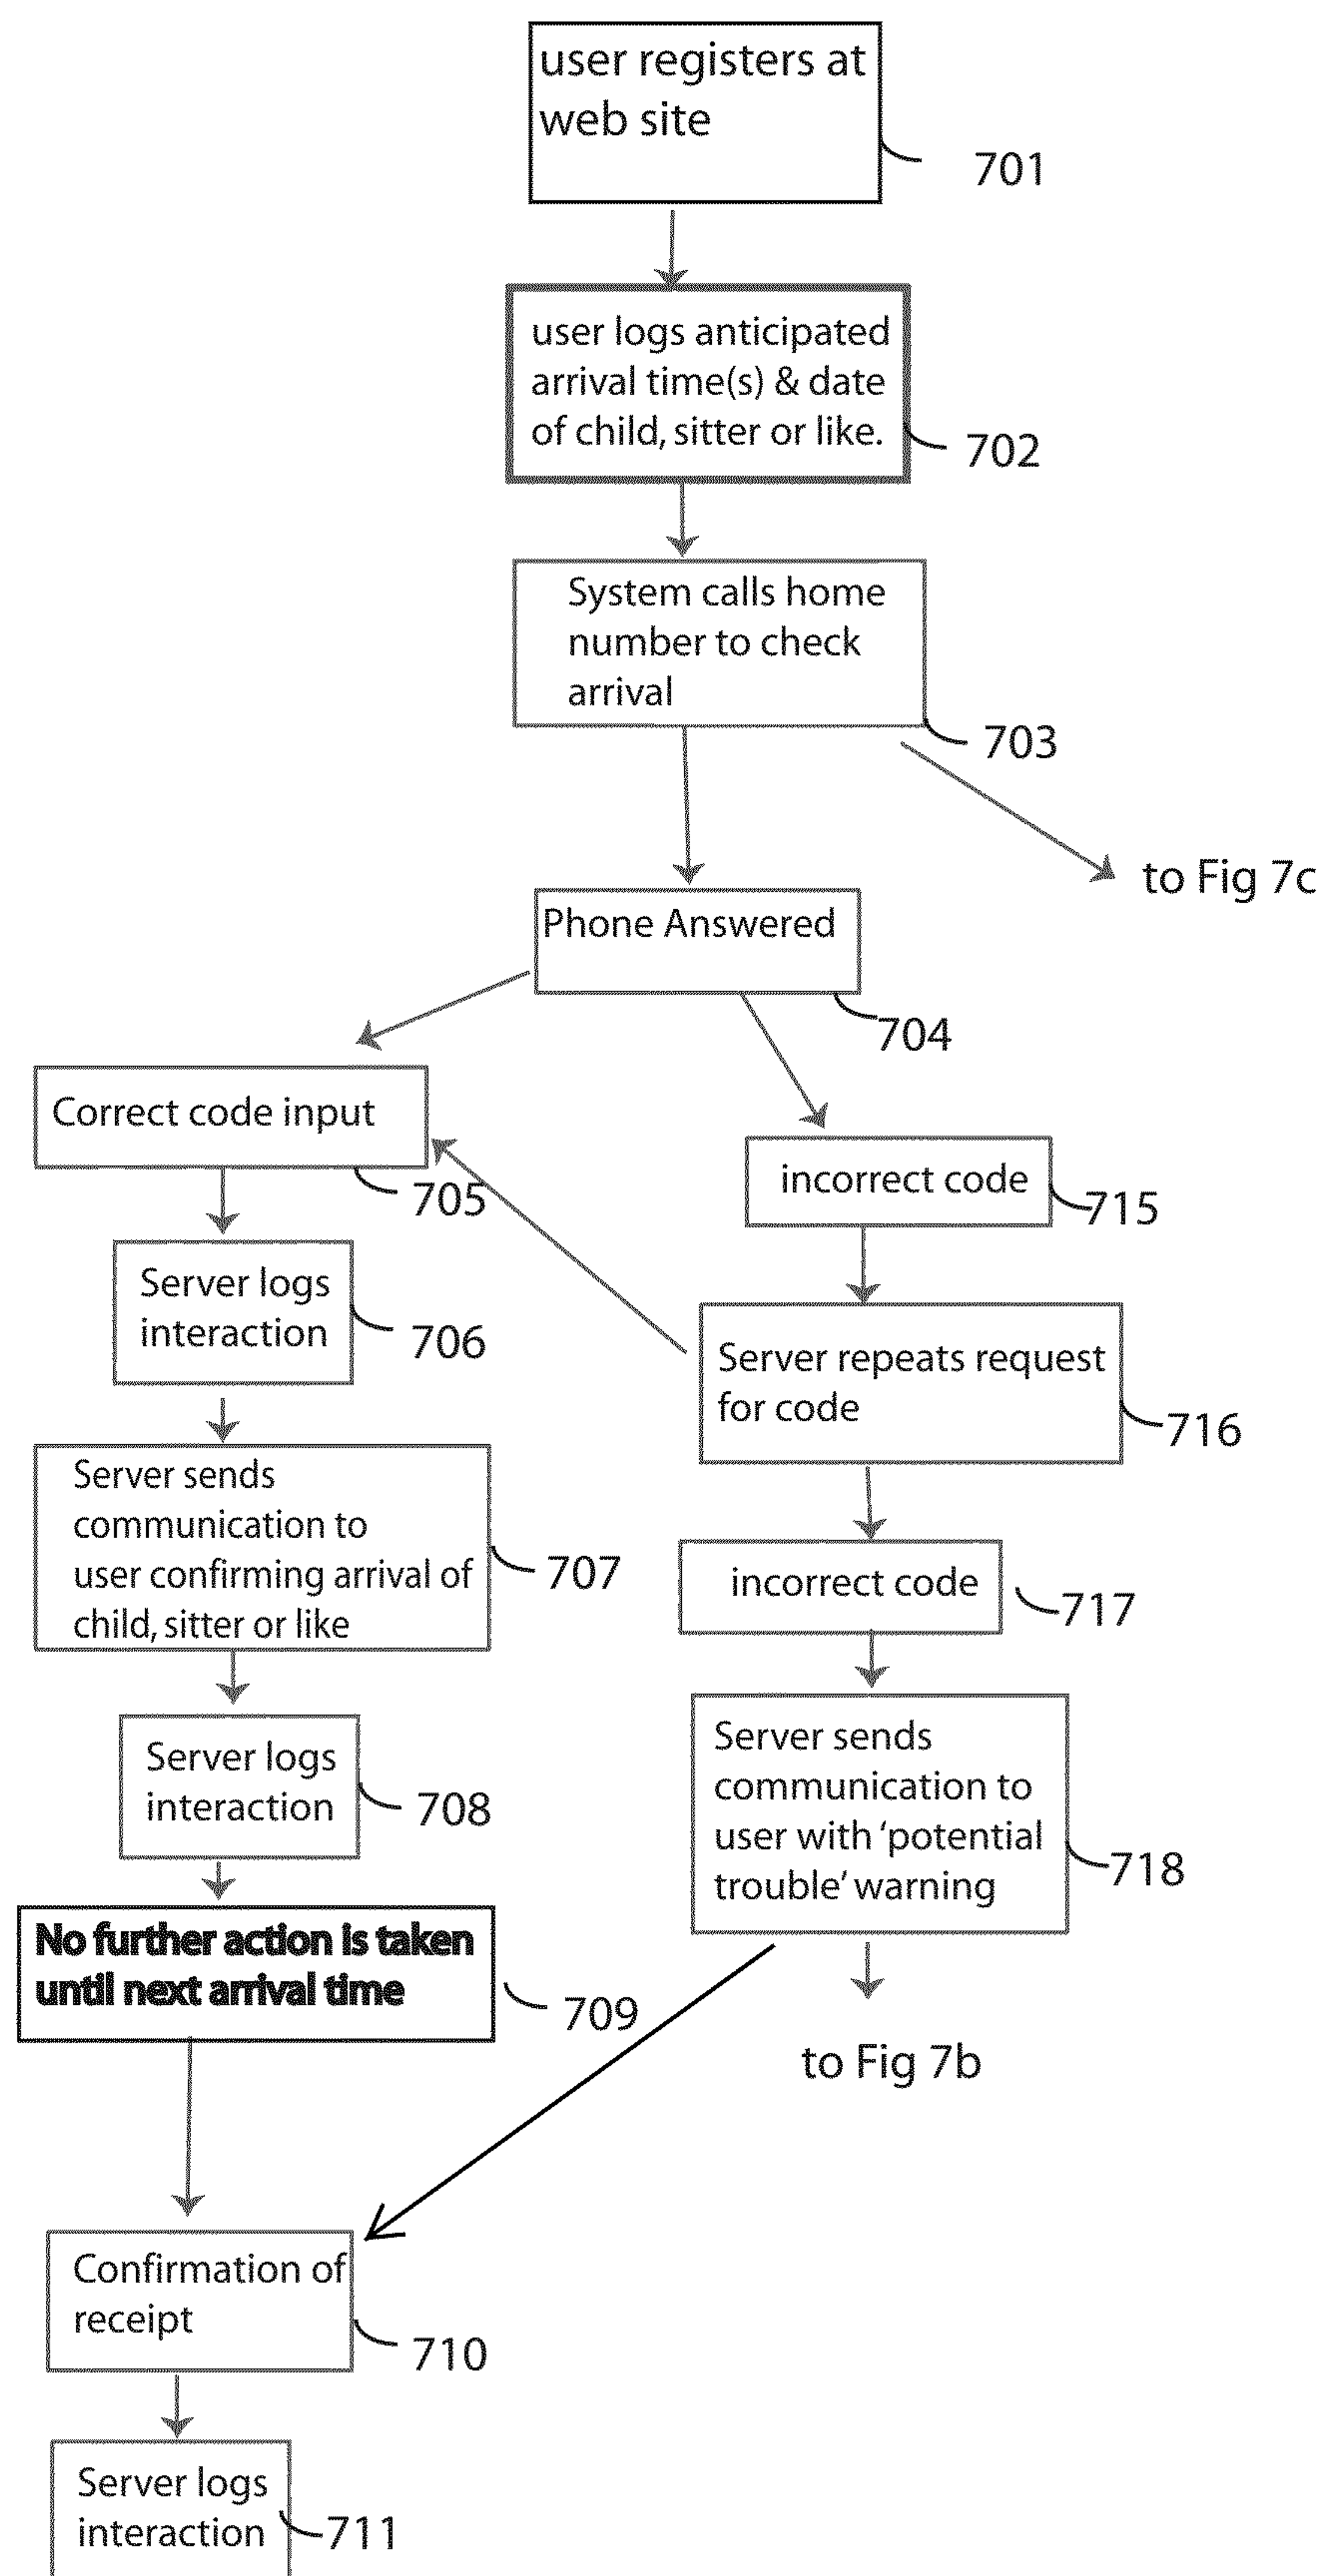 user registers at
web site
701
user logs anticipated
arrival time(s) & date
of child, sitter or like.
702
System calls home
number to check
arrival
703
to Fig 7c
Phone Answered
704
Correct code input
705
incorrect code
715
Server logs
interaction
706
Server repeats request
for code
716
Server sends
communication to
user confirming arrival of
child, sitter or like
707
incorrect code
717
Server logs
interaction
708
Server sends
communication to
user with ‘potential
trouble’ warning
718
No further action is taken
until next arrival time
709
to Fig 7b
Confirmation of
receipt
710
Server logs
interaction
711